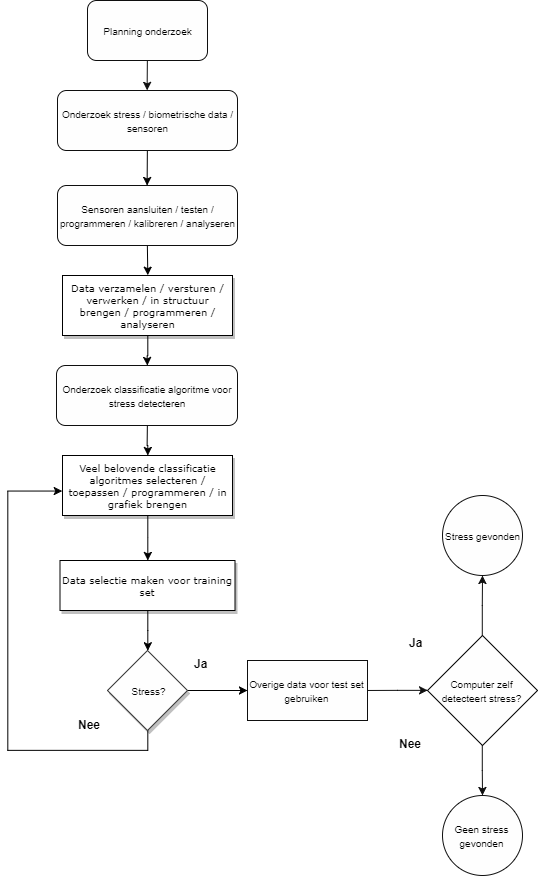 Planning onderzoek
Onderzoek stress / biometrische data /
sensoren
Sensoren aansluiten / testen /
programmeren / kalibreren / analyseren
Data verzamelen / versturen /
verwerken / in structuur
brengen / programmeren /
analyseren
Onderzoek classificatie algoritme voor
stress detecteren
Veel belovende classificatie
algoritmes selecteren /
toepassen / programmeren / in
grafiek brengen
Data selectie maken voor training
set
Stress?
Ja
Nee
Overige data voor test set
gebruiken
Computer zelf
detecteert stress?
Ja
Stress gevonden
Nee
Geen stress
gevonden